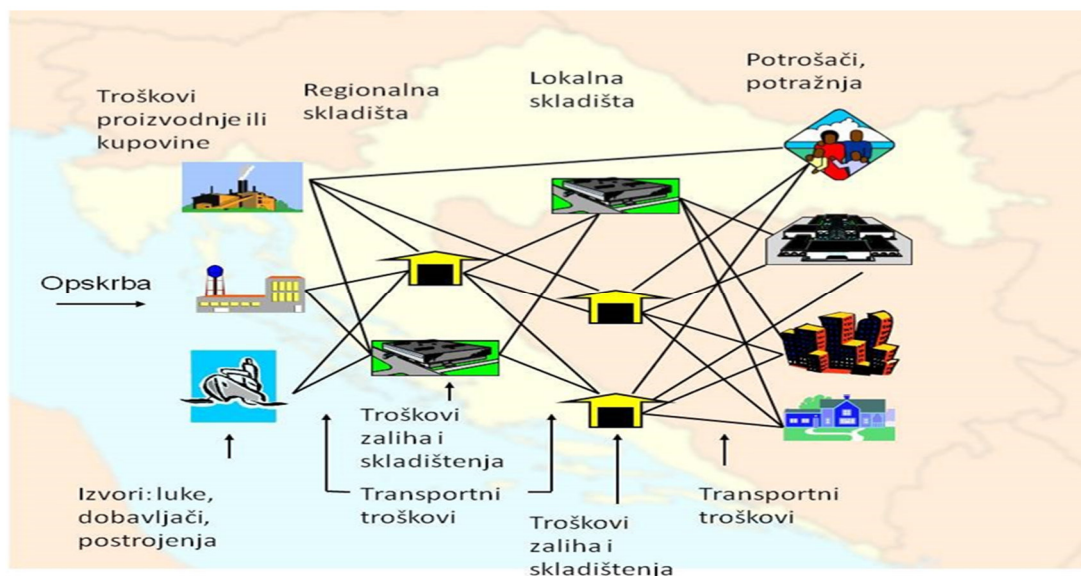 Troškovi
proizvodnje ili
kupovine
Regionalna
skladišta
Lokalna
skladišta
Potrošači,
potražnja
Opskrba
Troškovi
zaliha i
skladištenja
Izvori: luke,
dobavljači,
postrojenja
Transportni
troškovi
Troškovi
zaliha i
skladištenja
Transportni
troškovi